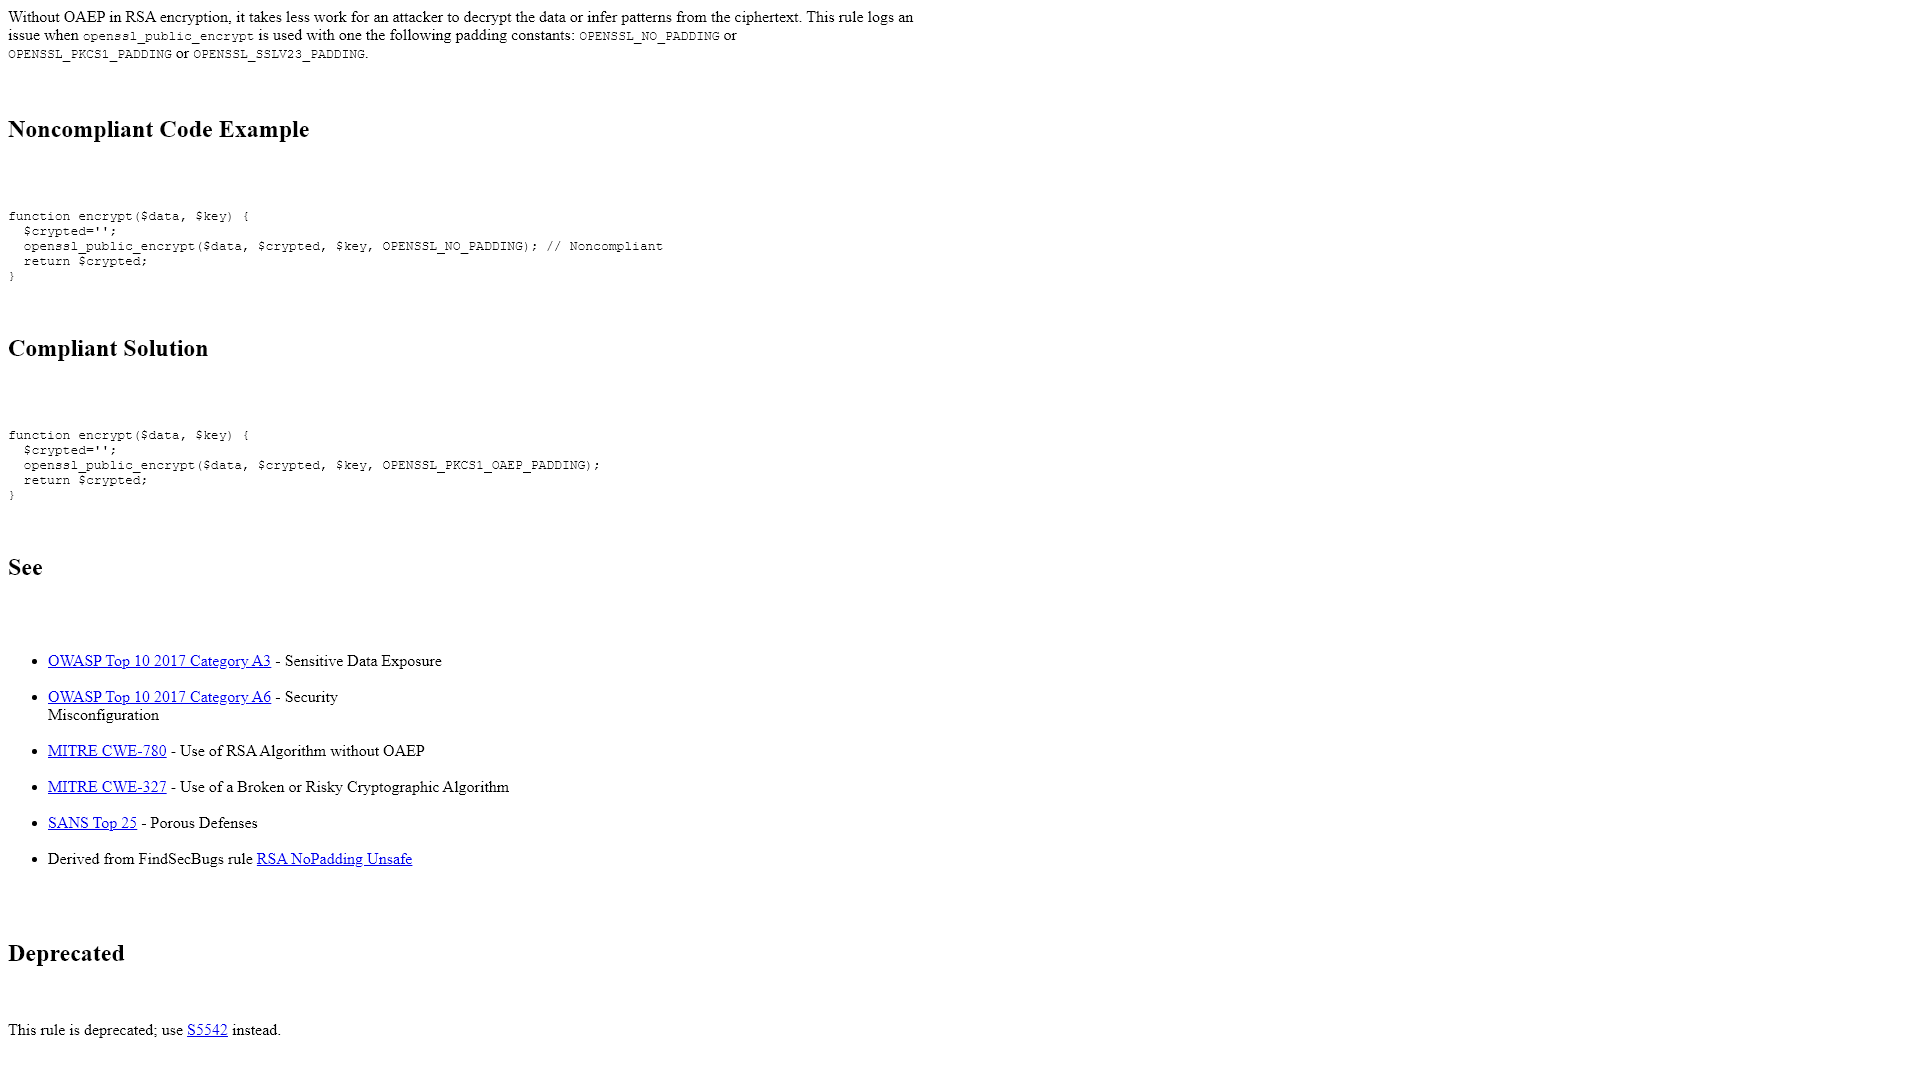 Without OAEP in RSA encryption, it takes less work for an attacker to decrypt the data or infer patterns from the ciphertext. This rule logs an
issue when openssl_public_encrypt is used with one the following padding constants: OPENSSL_NO_PADDING or
OPENSSL_PKCS1_PADDING or OPENSSL_SSLV23_PADDING.
Noncompliant Code Example
function encrypt($data, $key) {
  $crypted='';
  openssl_public_encrypt($data, $crypted, $key, OPENSSL_NO_PADDING); // Noncompliant
  return $crypted;
}
Compliant Solution
function encrypt($data, $key) {
  $crypted='';
  openssl_public_encrypt($data, $crypted, $key, OPENSSL_PKCS1_OAEP_PADDING);
  return $crypted;
}
See
• OWASP Top 10 2017 Category A3 - Sensitive Data Exposure
• OWASP Top 10 2017 Category A6 - Security
Misconfiguration
• MITRE CWE-780 - Use of RSA Algorithm without OAEP
• MITRE CWE-327 - Use of a Broken or Risky Cryptographic Algorithm
• SANS Top 25 - Porous Defenses
• Derived from FindSecBugs rule RSA NoPadding Unsafe
Deprecated
This rule is deprecated; use S5542 instead.